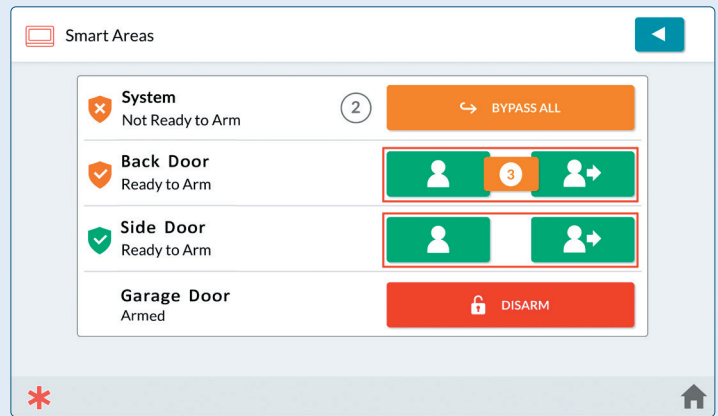 Smart Areas
System
Not Ready to Arm
2
BYPASS ALL
Back Door
Ready to Arm
3
Side Door
Ready to Arm
Garage Door
Armed
DISARM